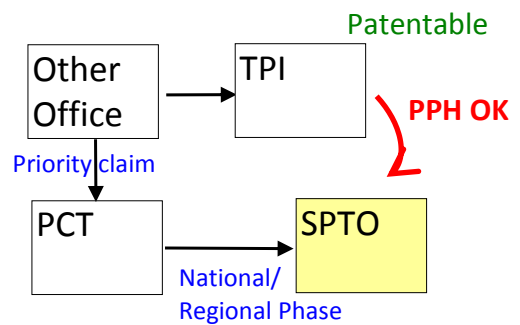 Patentable
Other
Office
TPI
PPH OK
Priority claim
PCT
SPTO
National/
Regional Phase